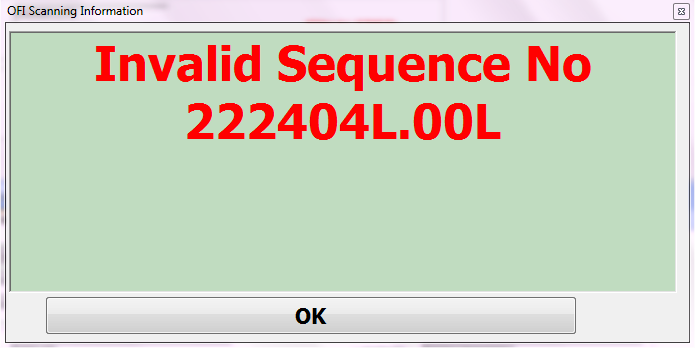 OFI Scanning Information
Invalid Sequence No
222404L.00L
OK